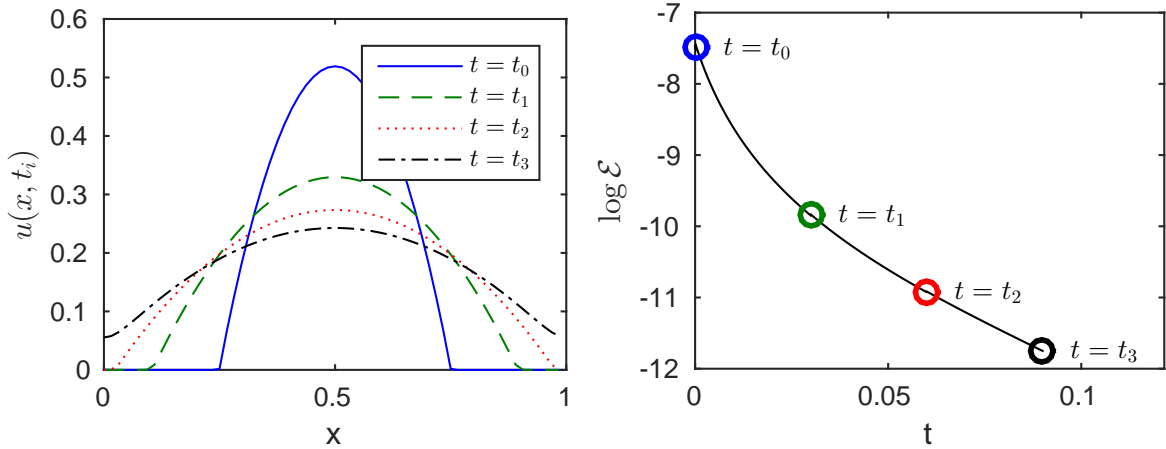 0.6
0.5
0.4
0.3
0.2
0.1
0
u(x, t_i)
0
0.5
1
x
t = t_0
t = t_1
t = t_2
t = t_3
-7
-8
-9
-10
-11
-12
log ℰ
0
0.05
0.1
t
t = t_0
t = t_1
t = t_2
t = t_3